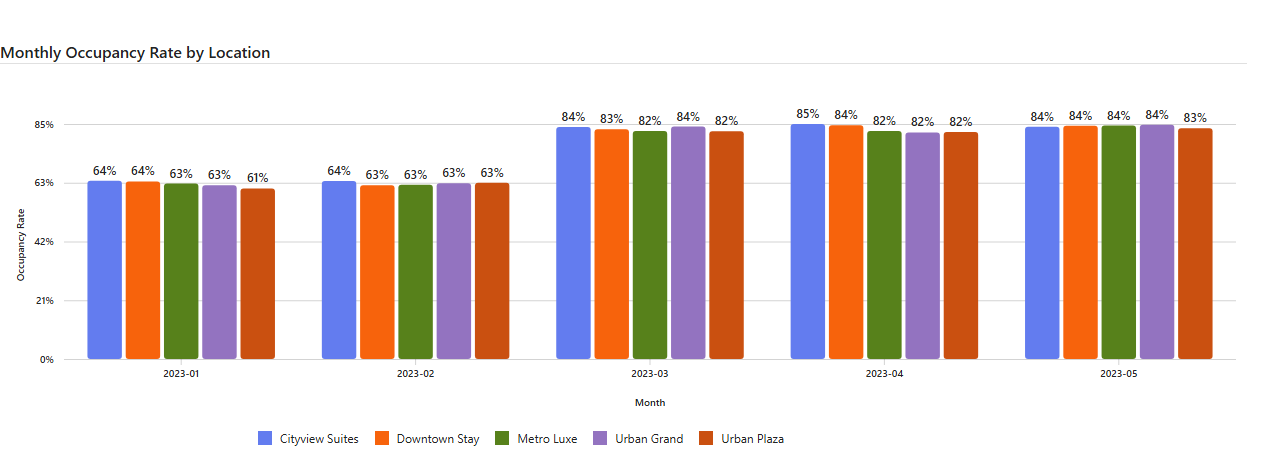 Monthly Occupancy Rate by Location
84% 83% 82% 84% 82%
85% 84% 82% 82% 82%
84% 84% 84% 84% 83%
85%
64% 64% 63% 63% 61%
64% 63% 63% 63% 63%
63%
42%
21%
0%
Occupancy Rate
2023-01 2023-02 2023-03 2023-04 2023-05
Month
Cityview Suites Downtown Stay Metro Luxe Urban Grand Urban Plaza